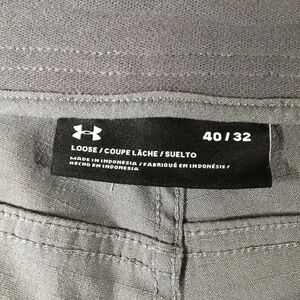 40 / 32
LOOSE / COUPE LÂCHE / SUELTO
MADE IN INDONESIA / FABRIQUÉ EN INDONÉSIE /
HECHO EN INDONESIA